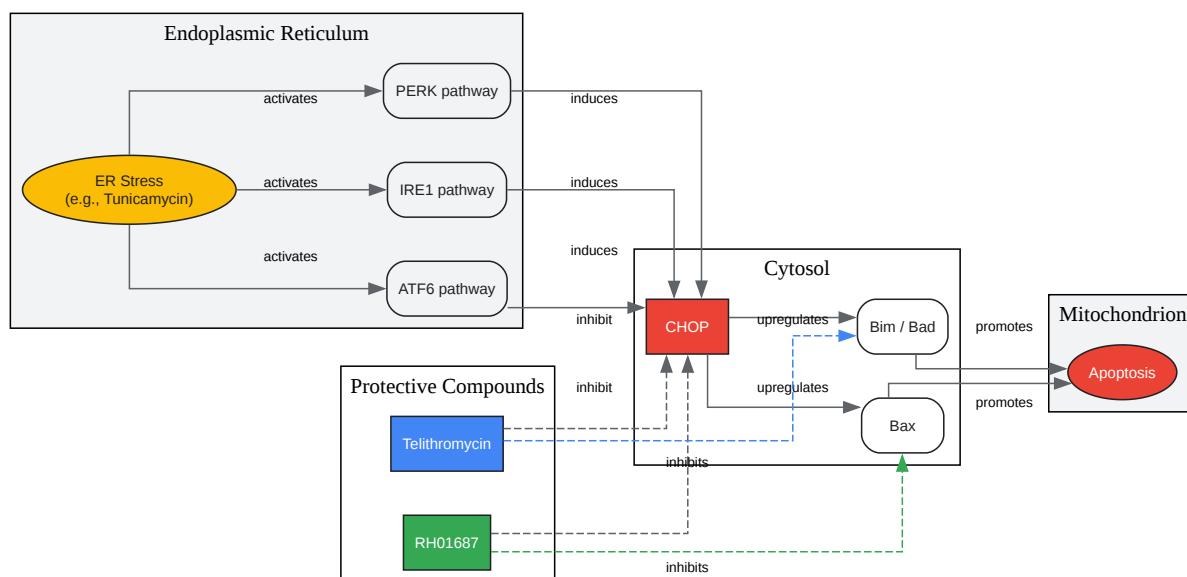 Endoplasmic Reticulum
PERK pathway
activates
induces
ER Stress
(e.g., Tunicamycin)
activates
IRE1 pathway
induces
activates
induces
ATF6 pathway
Cytosol
inhibit
CHOP
upregulates
Bim / Bad
promotes
Mitochondrion
Apoptosis
Protective Compounds
inhibit
upregulates
promotes
Telithromycin
Bax
inhibits
RH01687
inhibits